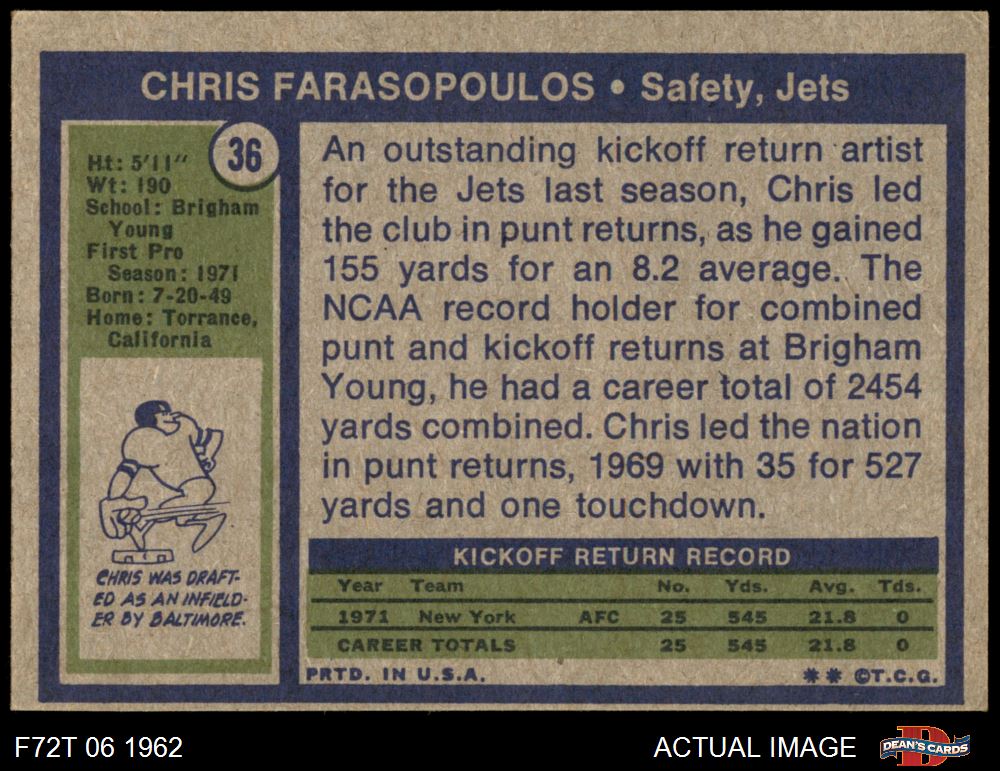 CHRIS FARASOPOULOS • Safety, Jets
36
Ht: 5'11"
Wt: 190
School: Brigham
Young
First Pro
Season: 1971
Born: 7-20-49
Home: Torrance,
California
CHRIS WAS DRAFT-
ED AS AN INFIELD-
ER BY BALTIMORE.
An outstanding kickoff return artist
for the Jets last season, Chris led
the club in punt returns, as he gained
155 yards for an 8.2 average. The
NCAA record holder for combined
punt and kickoff returns at Brigham
Young, he had a career total of 2454
yards combined. Chris led the nation
in punt returns, 1969 with 35 for 527
yards and one touchdown.
KICKOFF RETURN RECORD
Year Team No. Yds. Avg. Tds.
1971 New York AFC 25 545 21.8 0
CAREER TOTALS 25 545 21.8 0
PRTD. IN U.S.A. ** ©T.C.G.
F72T 06 1962
ACTUAL IMAGE
DEAN'S CARDS